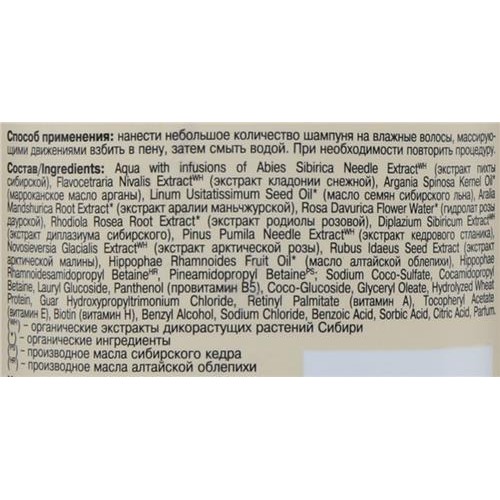 Способ применения: нанести небольшое количество шампуня на влажные волосы, массирую-
щими движениями взбить в пену, затем смыть водой. При необходимости повторить процедуру.
Состав/Ingredients: Aqua with infusions of Abies Sibirica Needle Extractᵂᴴ (экстракт пихты
сибирской), Flavocetraria Nivalis Extractᵂᴴ (экстракт кладонии снежной), Argania Spinosa Kernel Oil*
(марокканское масло арганы), Linum Usitatissimum Seed Oil* (масло семян сибирского льна), Aralia
Mandshurica Root Extract* (экстракт аралии маньчжурской), Rosa Davurica Flower Water* (гидролат розы
даурской), Rhodiola Rosea Root Extract* (экстракт родиолы розовой), Diplazium Sibiricum Extractᵂᴴ
(экстракт диплазиума сибирского), Pinus Pumila Needle Extractᵂᴴ (экстракт кедрового стланика),
Novosieversia Glacialis Extractᵂᴴ (экстракт арктической розы), Rubus Idaeus Seed Extract (экстракт
арктической малины), Hippophae Rhamnoides Fruit Oil* (масло алтайской облепихи), Hippophae
Rhamnoidesamidopropyl Betaineᴴᴿ, Pineamidopropyl Betaineᴾˢ, Sodium Coco-Sulfate, Cocamidopropyl
Betaine, Lauryl Glucoside, Panthenol (провитамин B5), Coco-Glucoside, Glyceryl Oleate, Hydrolyzed Wheat
Protein, Guar Hydroxypropyltrimonium Chloride, Retinyl Palmitate (витамин А), Tocopheryl Acetate
(витамин Е), Biotin (витамин Н), Benzyl Alcohol, Sodium Chloride, Benzoic Acid, Sorbic Acid, Citric Acid, Parfum.
- органические экстракты дикорастущих растений Сибири
- органические ингредиенты
- производное масла сибирского кедра
- производное масла алтайской облепихи